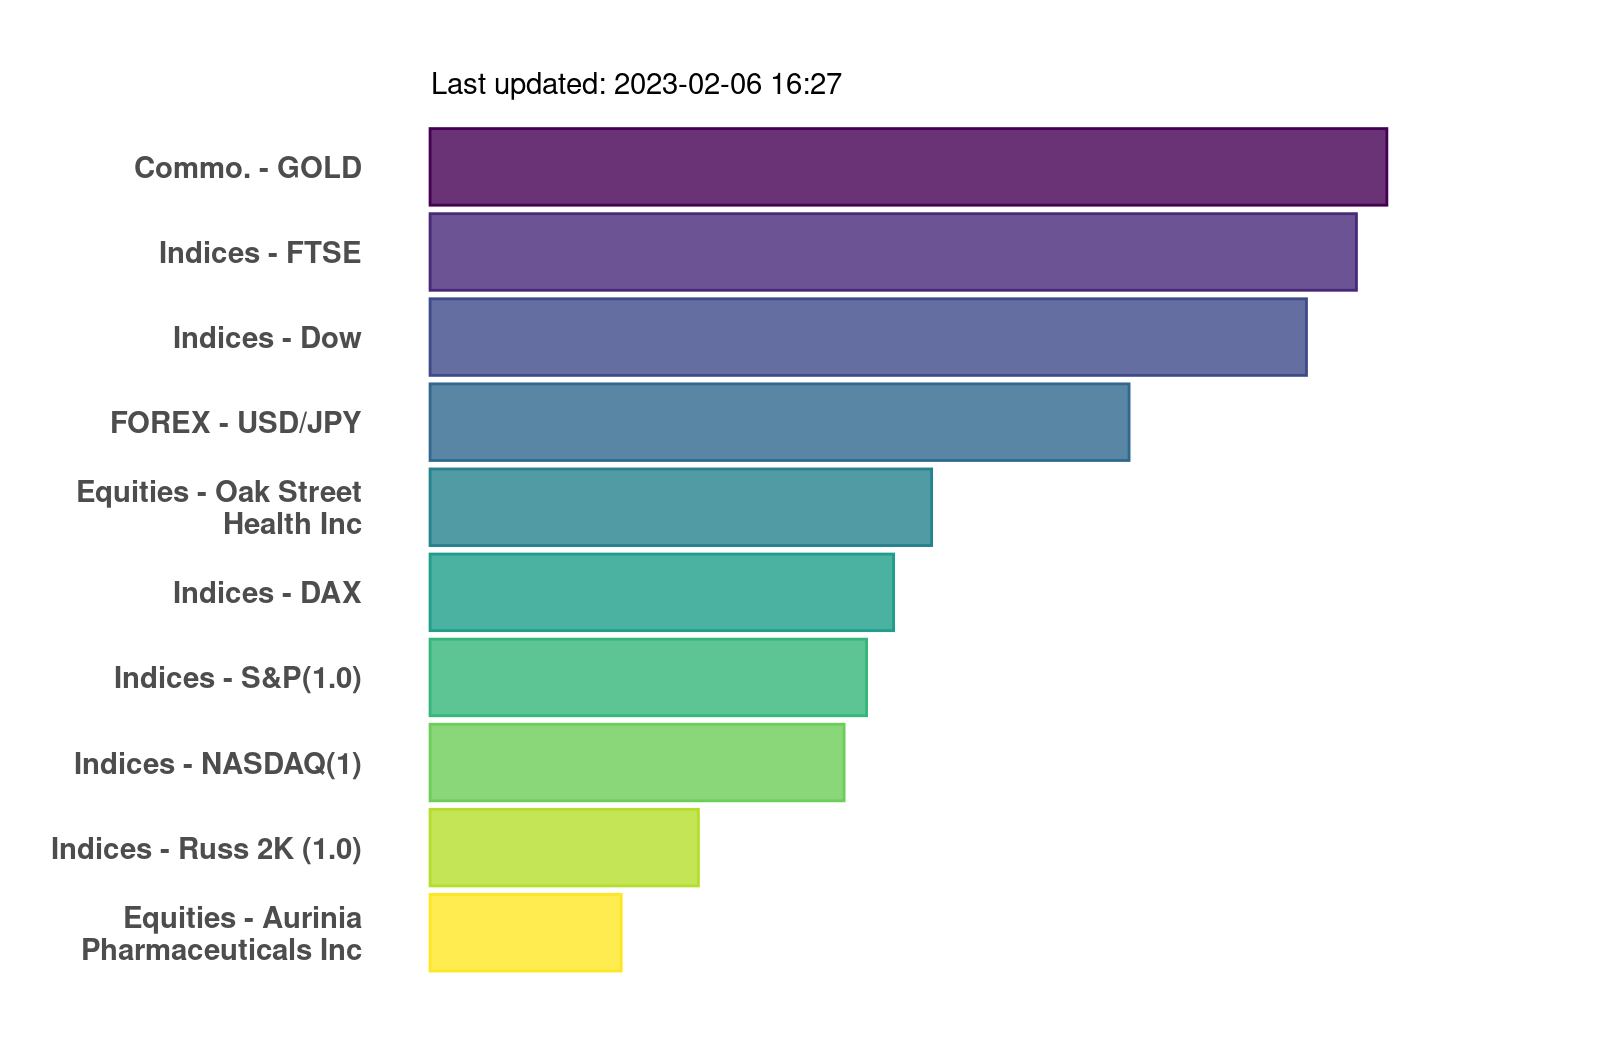 Last updated: 2023-02-06 16:27
Commo. - GOLD
Indices - FTSE
Indices - Dow
FOREX - USD/JPY
Equities - Oak Street
Health Inc
Indices - DAX
Indices - S&P(1.0)
Indices - NASDAQ(1)
Indices - Russ 2K (1.0)
Equities - Aurinia
Pharmaceuticals Inc